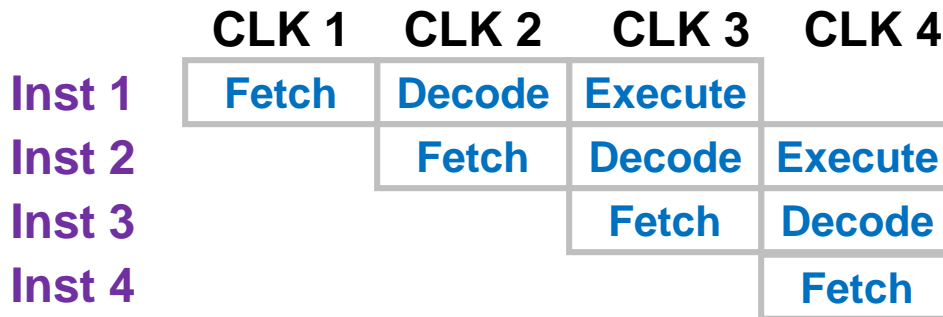 CLK 1 CLK 2 CLK 3 CLK 4
Inst 1 Fetch Decode Execute
Inst 2 Fetch Decode Execute
Inst 3 Fetch Decode
Inst 4 Fetch